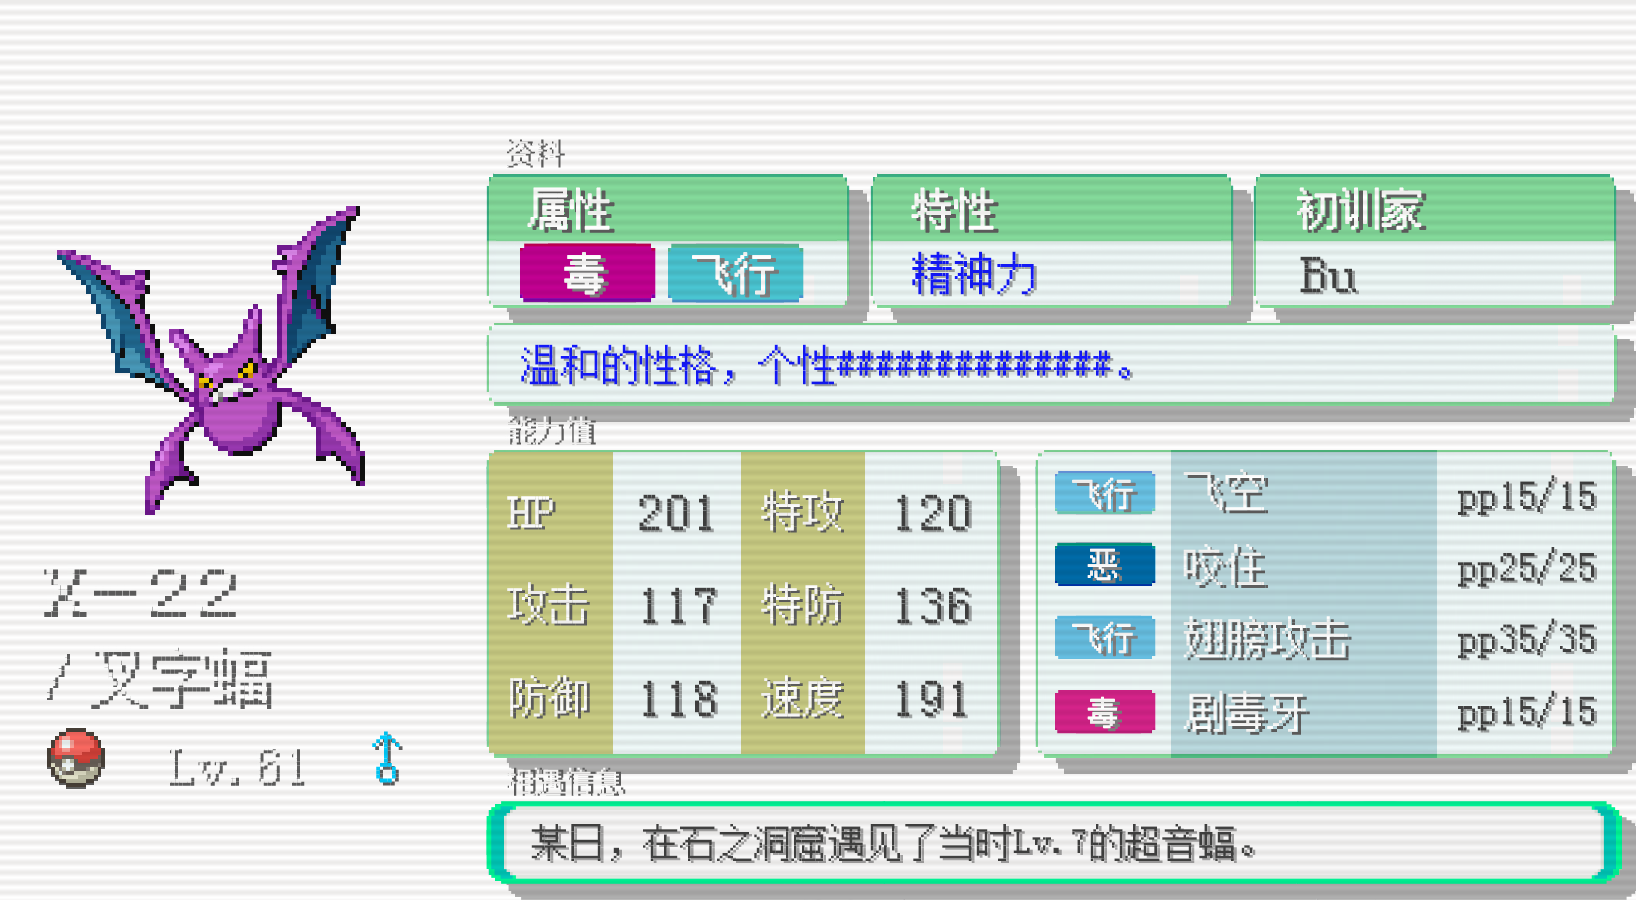 资料
属性 特性 初训家
毒 飞行 精神力 Bu
温和的性格，个性##############。
能力值
HP 201 特攻 120
攻击 117 特防 136
防御 118 速度 191
飞行 飞空 pp15/15
恶 咬住 pp25/25
飞行 翅膀攻击 pp35/35
毒 剧毒牙 pp15/15
X-22
/叉字蝠
Lv.61 ♂
相遇信息
某日，在石之洞窟遇见了当时Lv.7的超音蝠。